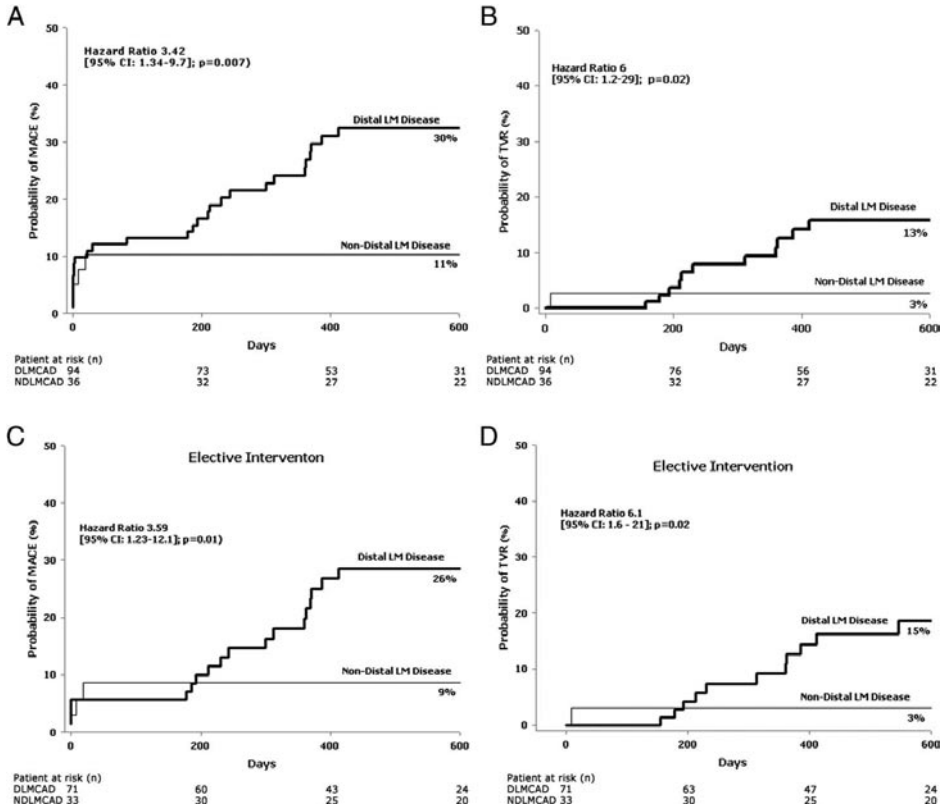 A
50
40
30
20
10
0
Probability of MACE (%)
Hazard Ratio 3.42
[95% CI: 1.34-9.7); p=0.007)
Distal LM Disease
30%
Non-Distal LM Disease
11%
0 200 400 600
Days
Patient at risk (n)
DLMCAD 94 73 53 31
NDLMCAD 36 32 27 22
B
50
40
30
20
10
0
Probability of TVR (%)
Hazard Ratio 6
[95% CI: 1.2-29]; p=0.02)
Distal LM Disease
13%
Non-Distal LM Disease
3%
0 200 400 600
Days
Patient at risk (n)
DLMCAD 94 76 56 31
NDLMCAD 36 32 27 22
C
50
40
30
20
10
0
Probability of MACE (%)
Elective Interventon
Hazard Ratio 3.59
[95% CI: 1.23-12.1]; p=0.01)
Distal LM Disease
26%
Non-Distal LM Disease
9%
0 200 400 600
Days
Patient at risk (n)
DLMCAD 71 60 43 24
NDLMCAD 33 30 25 20
D
50
40
30
20
10
0
Probability of TVR (%)
Elective Intervention
Hazard Ratio 6.1
[95% CI: 1.6 - 21]; p=0.02
Distal LM Disease
15%
Non-Distal LM Disease
3%
0 200 400 600
Days
Patient at risk (n)
DLMCAD 71 63 47 24
NDLMCAD 33 30 25 20